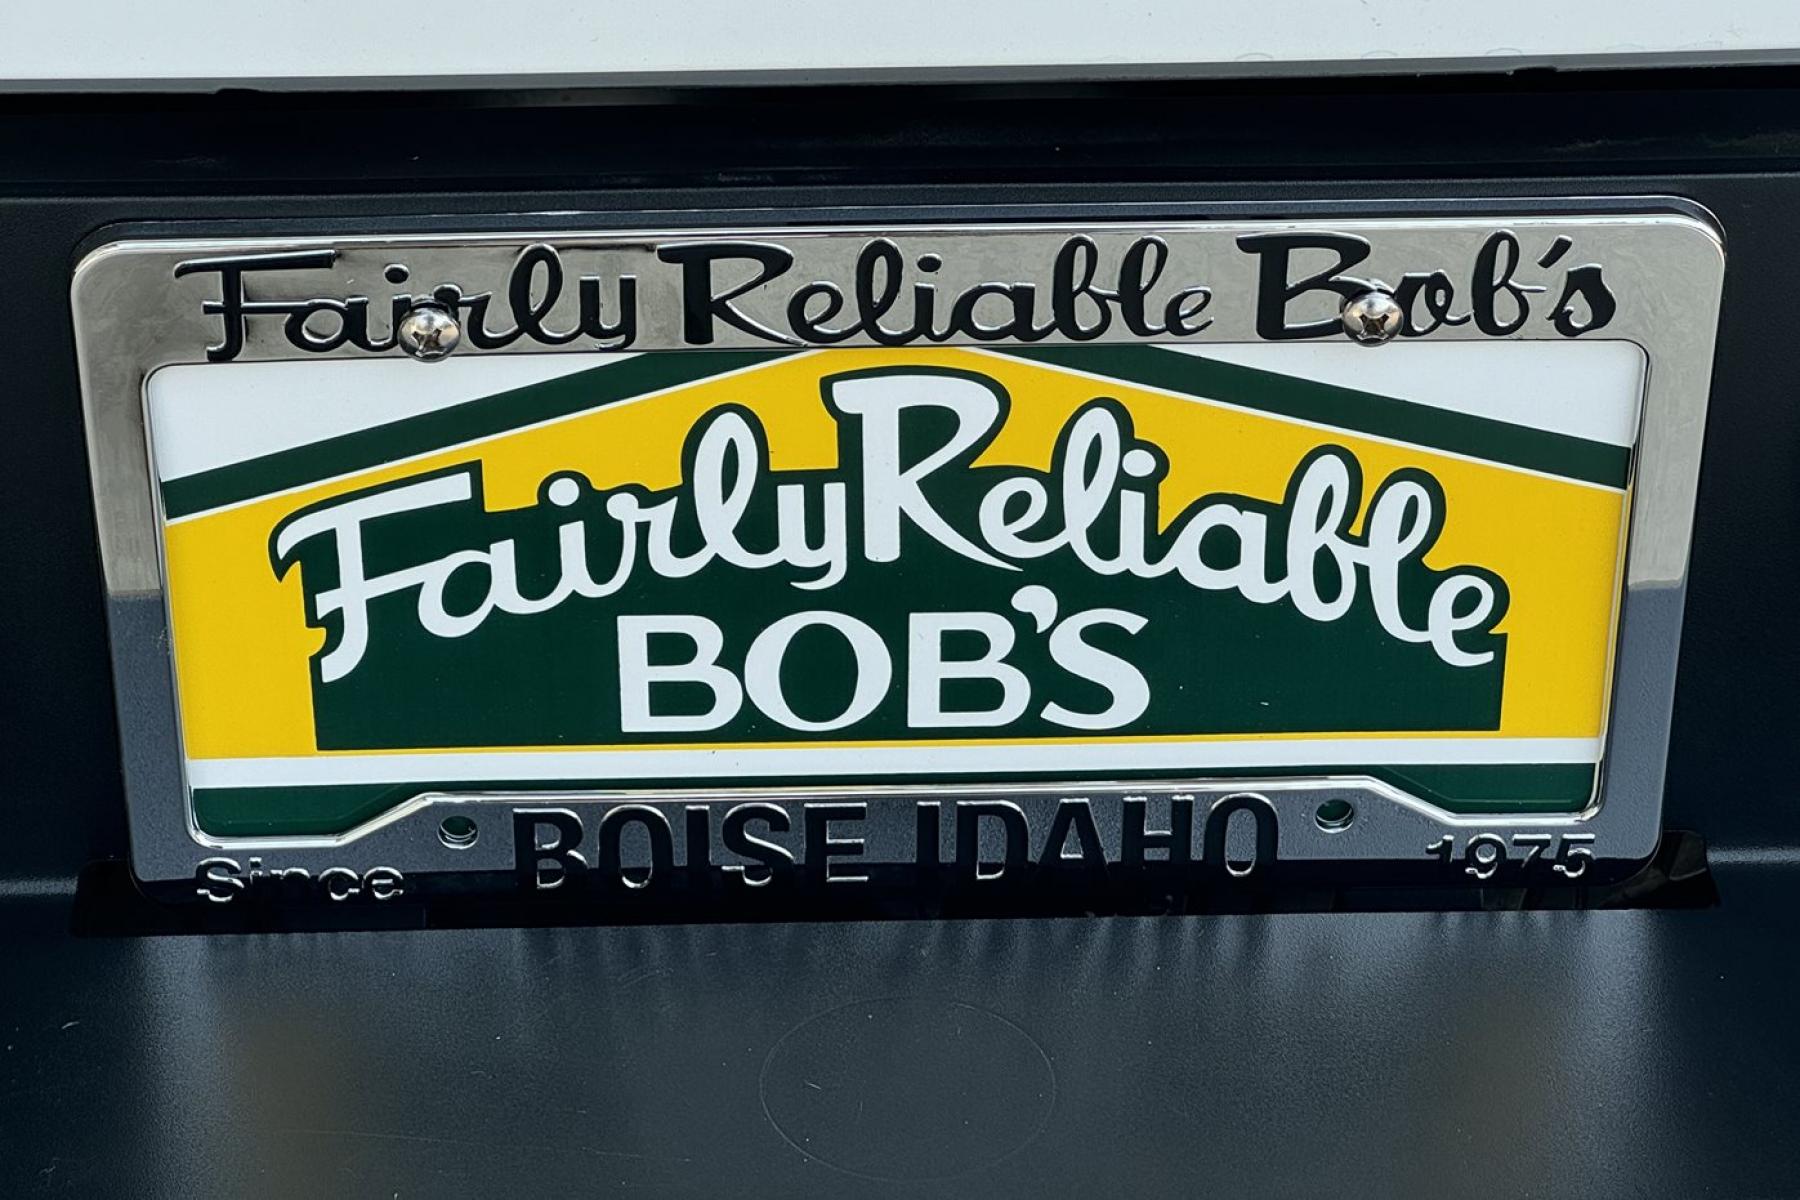 Fairly Reliable Bob's
Fairly Reliable
BOB'S
Since BOISE IDAHO 1975